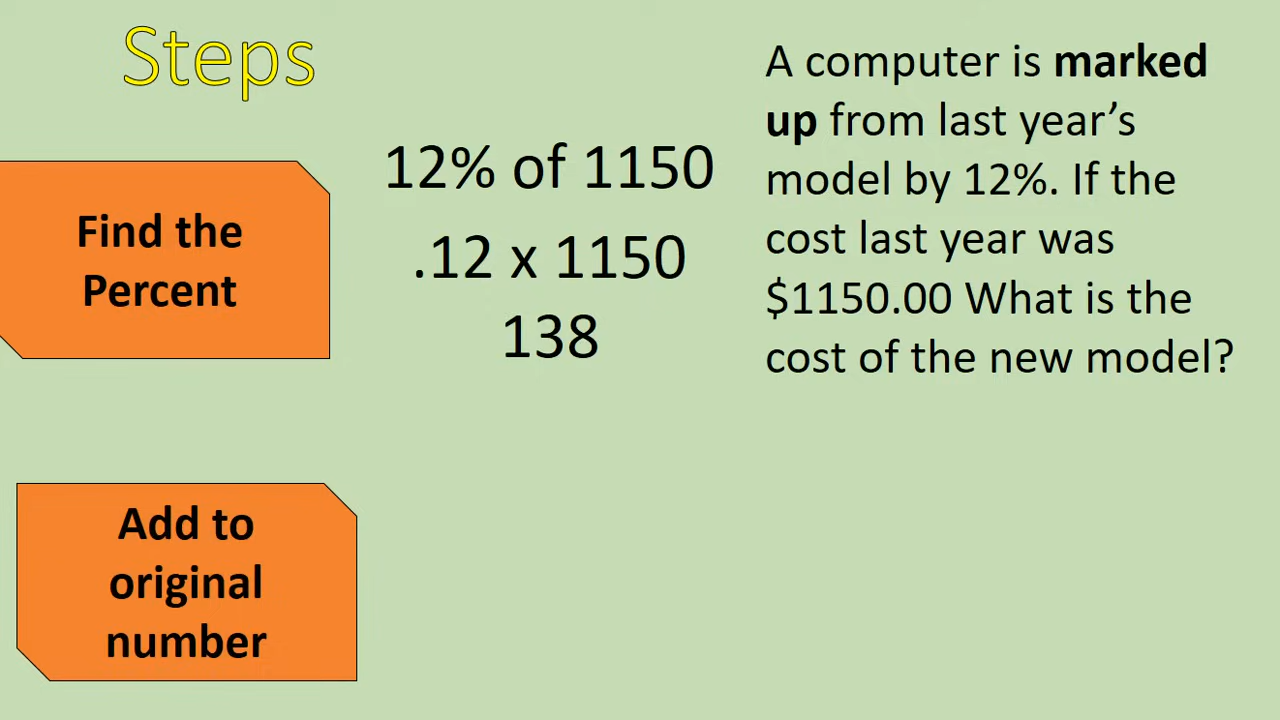 Steps
Find the
Percent
12% of 1150
.12 x 1150
138
A computer is marked
up from last year’s
model by 12%. If the
cost last year was
$1150.00 What is the
cost of the new model?
Add to
original
number